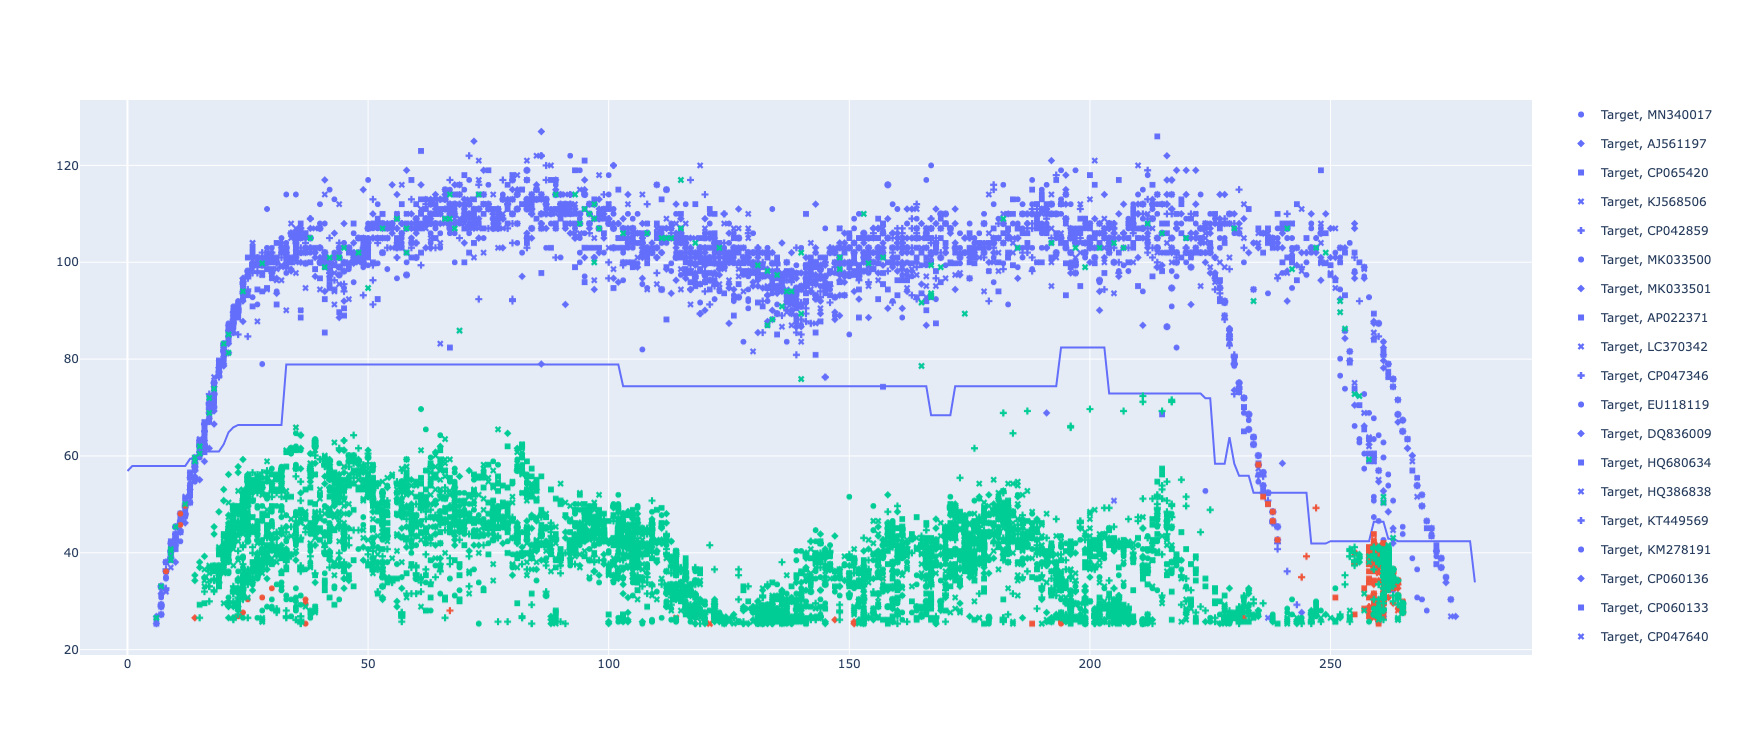 120
100
80
60
40
20
0
50
100
150
200
250
Target, MN340017
Target, AJ561197
Target, CP065420
Target, KJ568506
Target, CP042859
Target, MK033500
Target, MK033501
Target, AP022371
Target, LC370342
Target, CP047346
Target, EU118119
Target, DQ836009
Target, HQ680634
Target, HQ386838
Target, KT449569
Target, KM278191
Target, CP060136
Target, CP060133
Target, CP047640